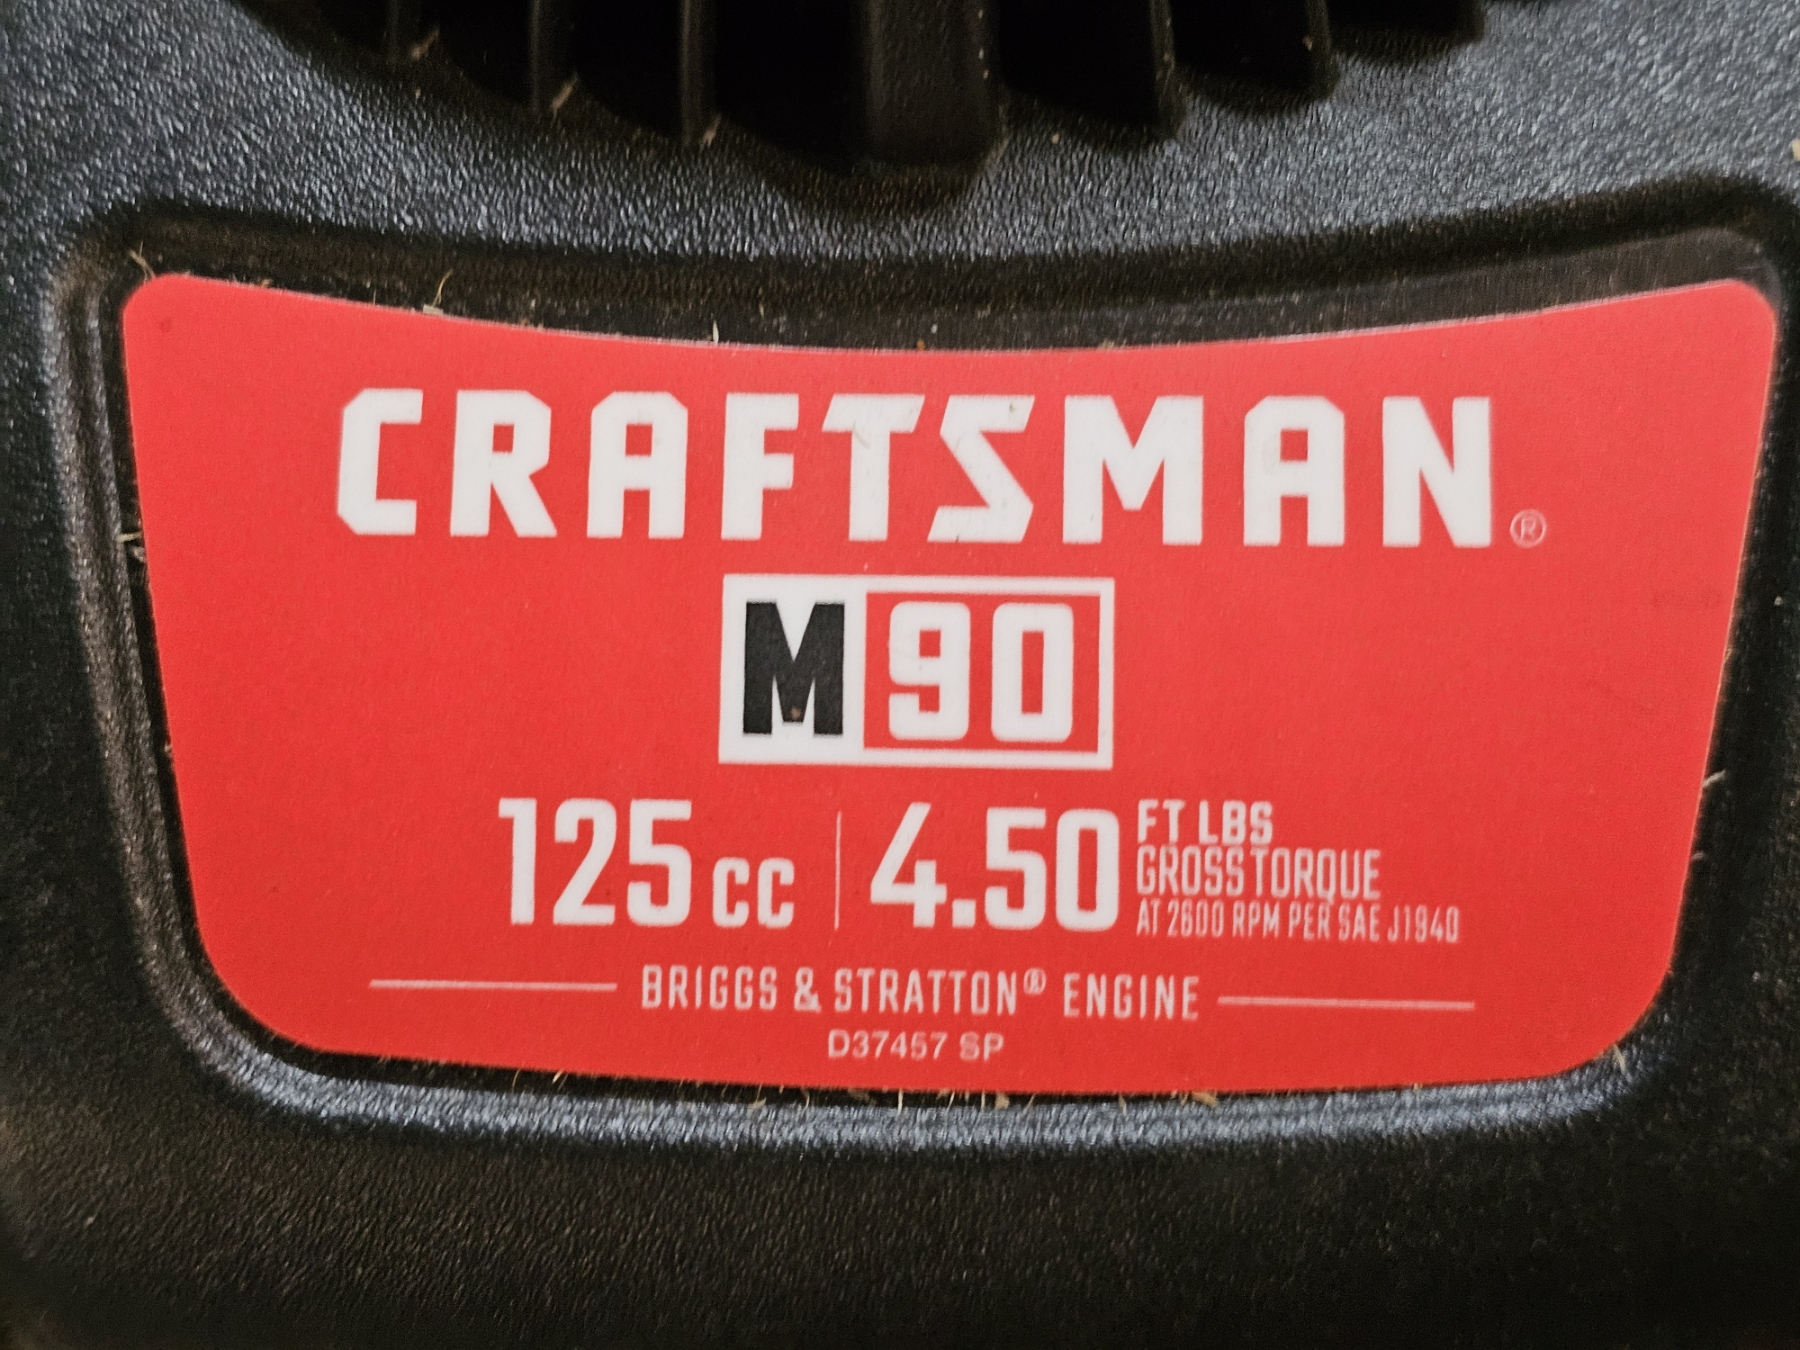 CRAFTSMAN®
M90
125cc | 4.50 FT LBS
GROSS TORQUE
AT 2600 RPM PER SAE J1940
BRIGGS & STRATTON® ENGINE
D37457 SP